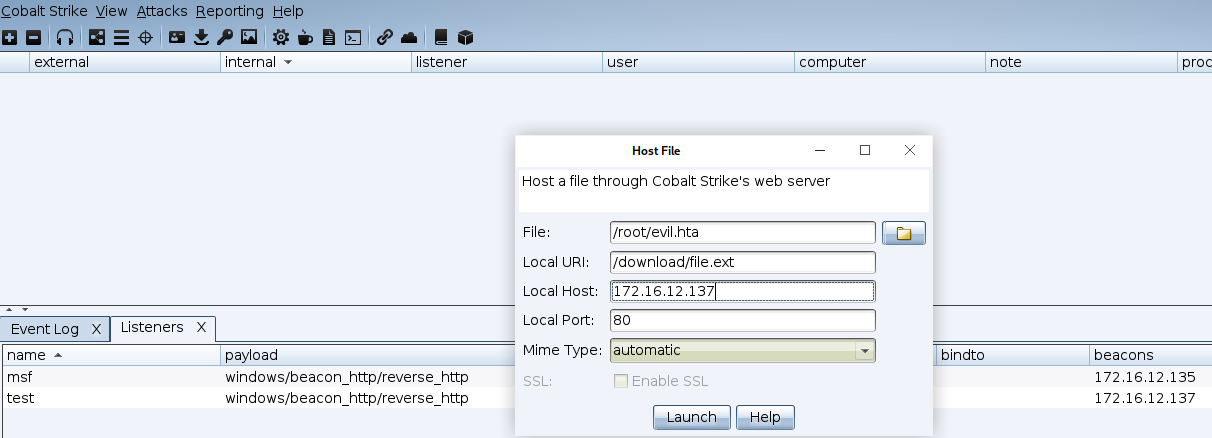 Cobalt Strike View Attacks Reporting Help
external internal listener user computer note proc
Host File
Host a file through Cobalt Strike's web server
File: /root/evil.hta
Local URI: /download/file.ext
Local Host: 172.16.12.137
Local Port: 80
Mime Type: automatic
SSL: Enable SSL
Launch Help
Event Log X Listeners X
name payload bindto beacons
msf windows/beacon_http/reverse_http 172.16.12.135
test windows/beacon_http/reverse_http 172.16.12.137